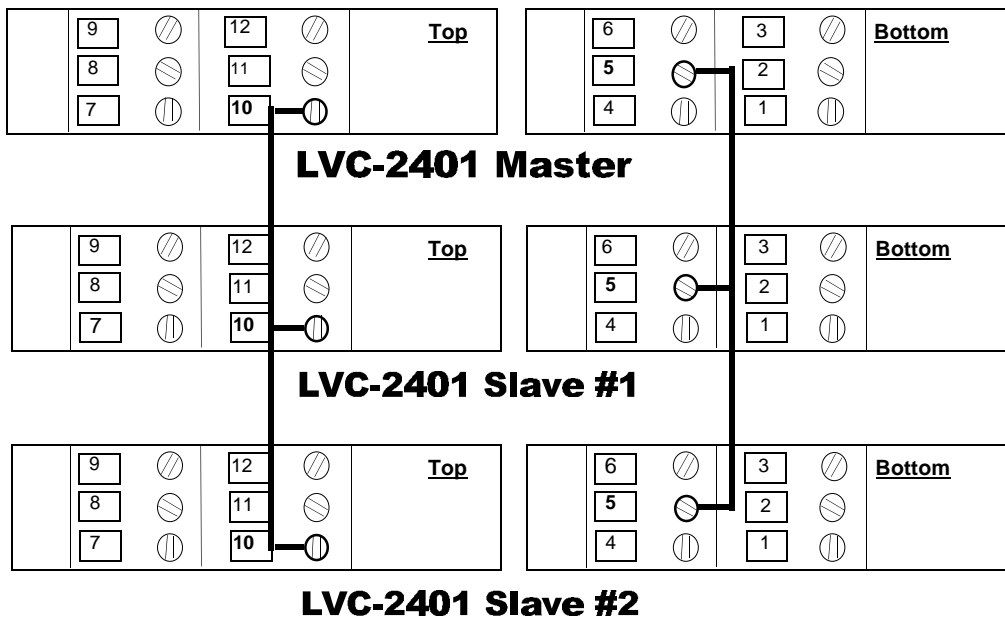 9 12 Top 6 3 Bottom
8 11 5 2
7 10 4 1
LVC-2401 Master
9 12 Top 6 3 Bottom
8 11 5 2
7 10 4 1
LVC-2401 Slave #1
9 12 Top 6 3 Bottom
8 11 5 2
7 10 4 1
LVC-2401 Slave #2